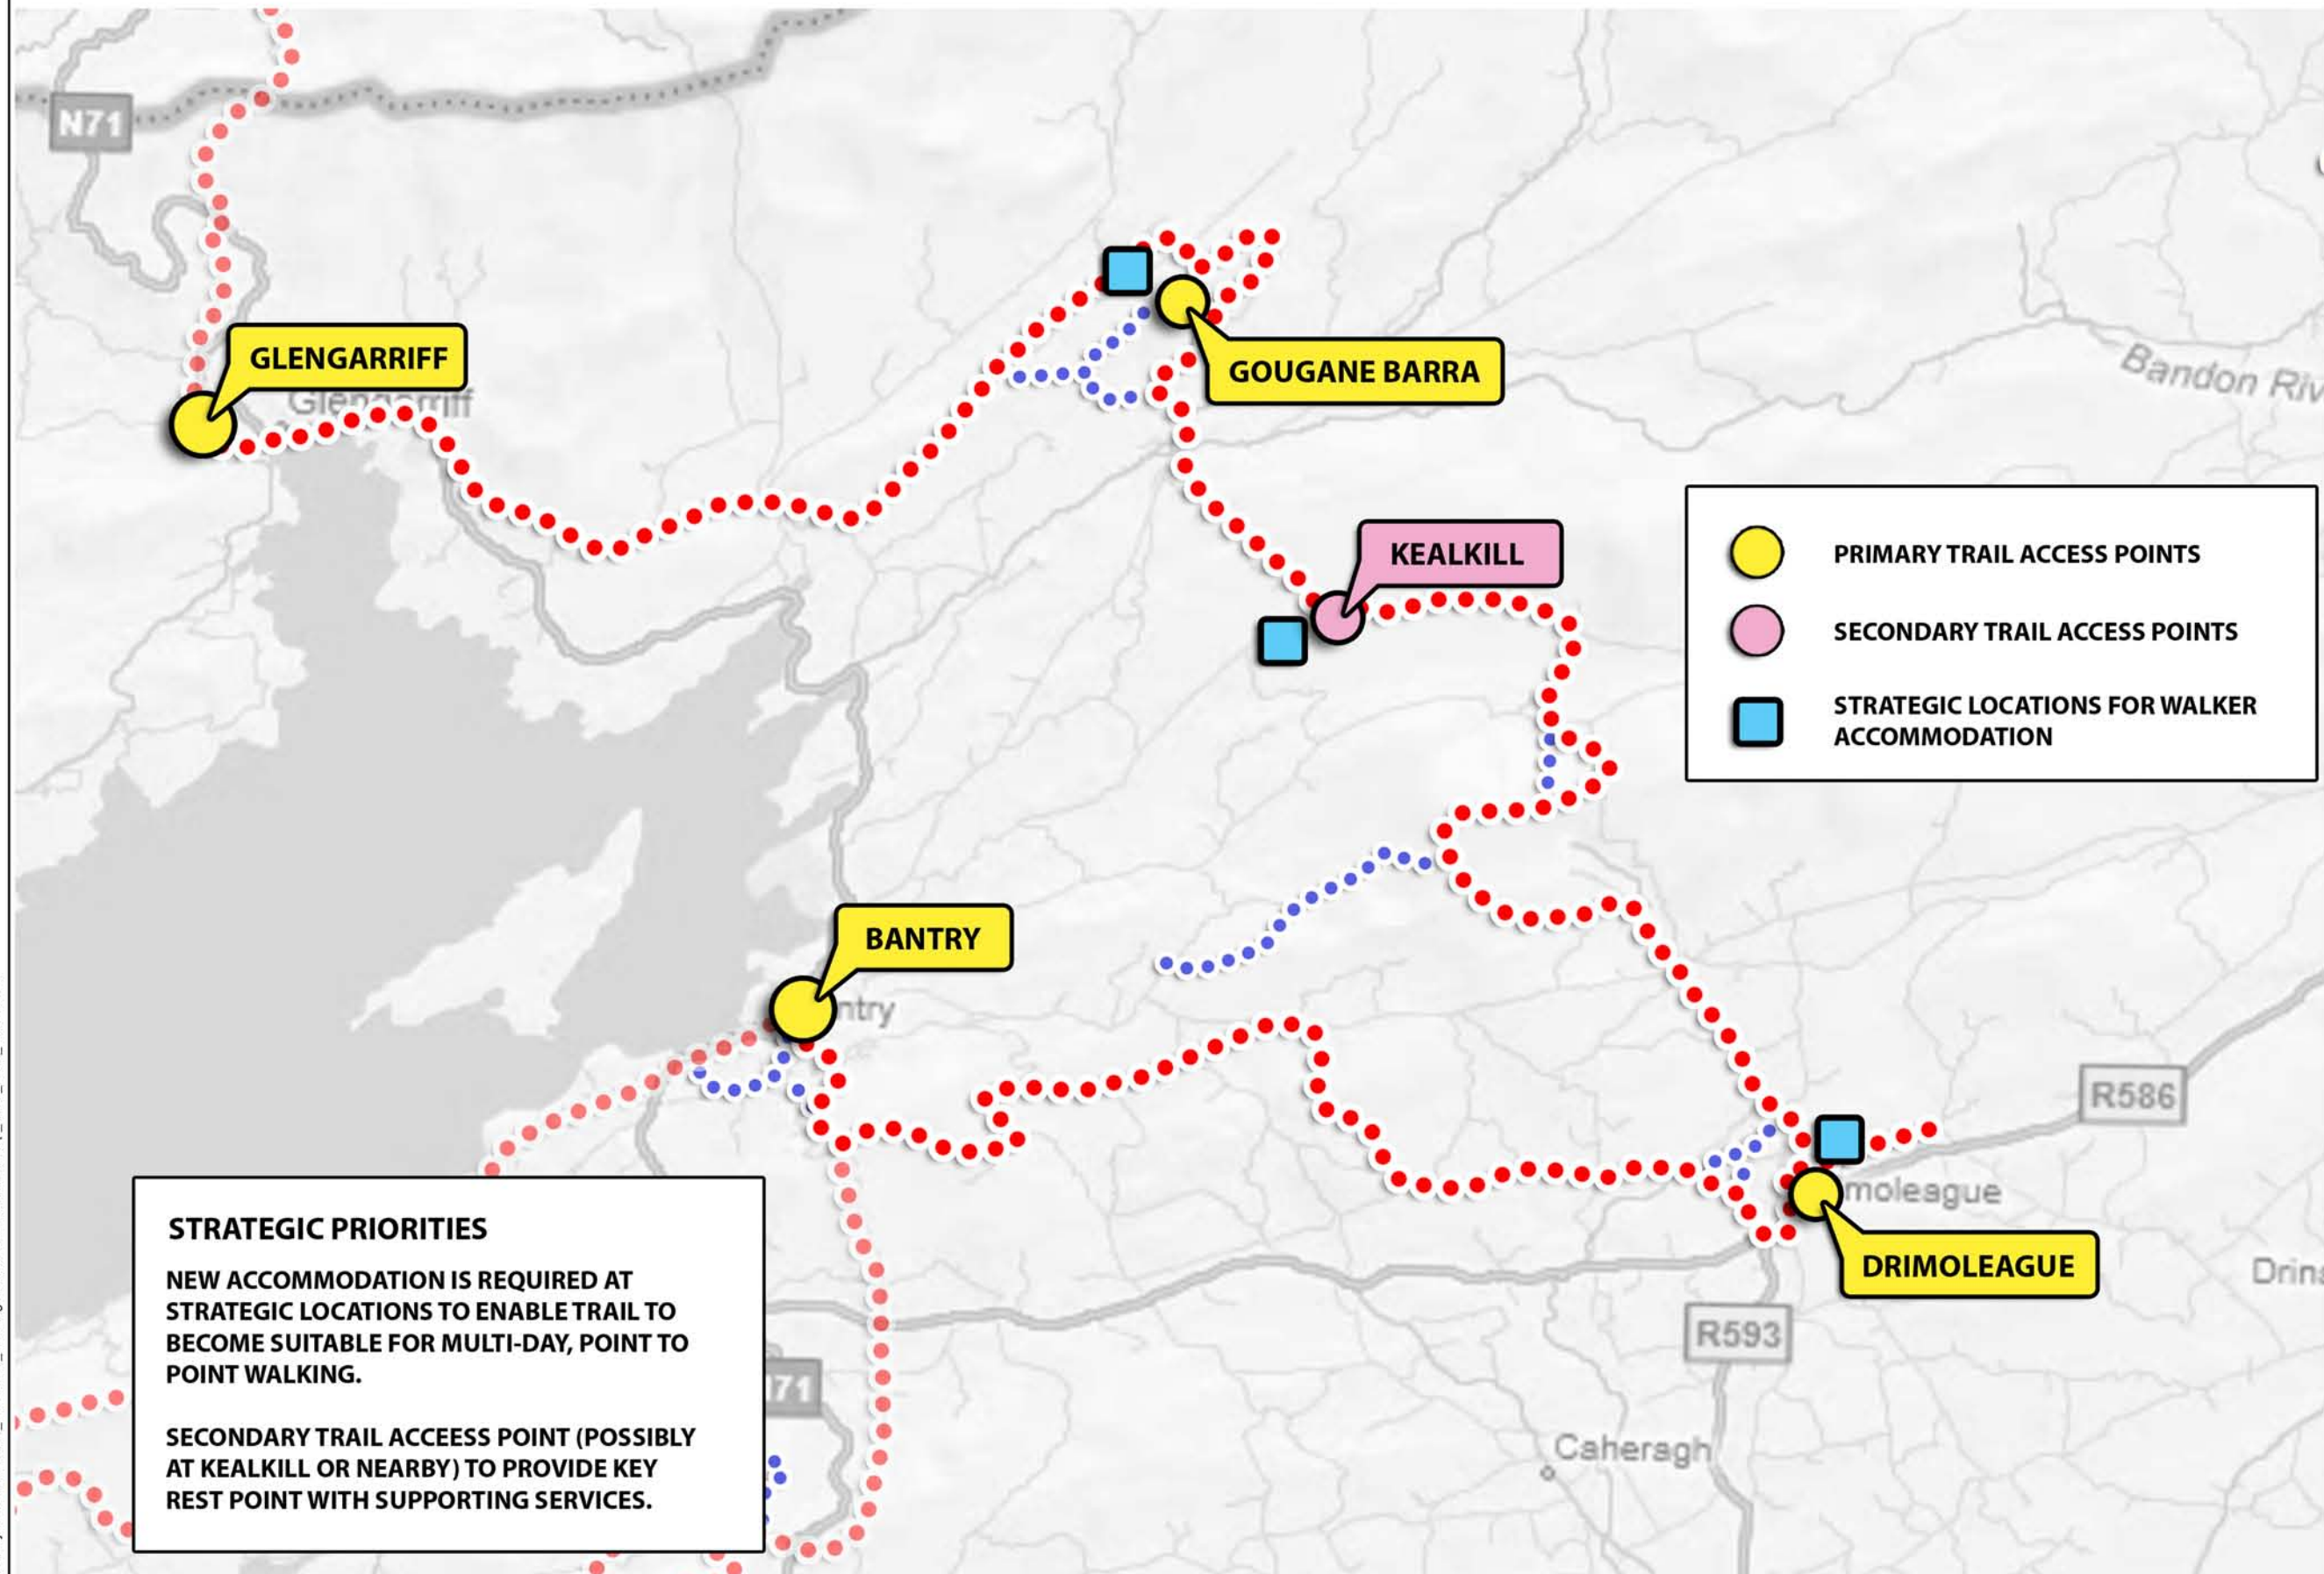 N71
GLENGARRIFF
Glengarriff
GOUGANE BARRA
Bandon Riv
KEALKILL
PRIMARY TRAIL ACCESS POINTS
SECONDARY TRAIL ACCESS POINTS
STRATEGIC LOCATIONS FOR WALKER
ACCOMMODATION
BANTRY
ntry
R586
moleague
DRIMOLEAGUE
Drin
R593
71
Caheragh
STRATEGIC PRIORITIES
NEW ACCOMMODATION IS REQUIRED AT
STRATEGIC LOCATIONS TO ENABLE TRAIL TO
BECOME SUITABLE FOR MULTI-DAY, POINT TO
POINT WALKING.
SECONDARY TRAIL ACCEESS POINT (POSSIBLY
AT KEALKILL OR NEARBY) TO PROVIDE KEY
REST POINT WITH SUPPORTING SERVICES.